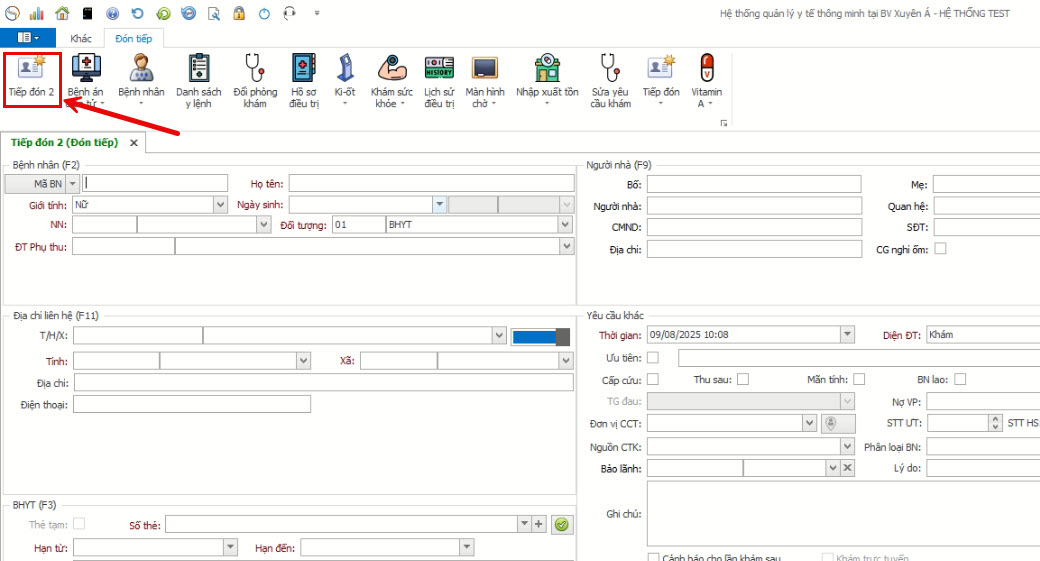 Hệ thống quản lý y tế thông minh tại BV Xuyên Á - HỆ THỐNG TEST
Khác Đón tiếp
Tiếp đón 2
Bệnh án
Bệnh nhân
Danh sách y lệnh
Đổi phòng khám
Hồ sơ điều trị
Ki-ốt
Khám sức khỏe
HISTORY
Lịch sử điều trị
Màn hình chờ
Nhập xuất tồn
Sửa yêu cầu khám
Tiếp đón
Vitamin A
Tiếp đón 2 (Đón tiếp) X
Bệnh nhân (F2)
Mã BN
Họ tên:
Giới tính: Nữ Ngày sinh:
NN: Đối tượng: 01 BHYT
ĐT Phụ thu:
Người nhà (F9)
Bố: Mẹ:
Người nhà: Quan hệ:
CMND: SĐT:
Địa chỉ: CG nghỉ ốm:
Địa chỉ liên hệ (F11)
T/H/X:
Tỉnh: Xã:
Địa chỉ:
Điện thoại:
Yêu cầu khác
Thời gian: 09/08/2025 10:08 Diện ĐT: Khám
Ưu tiên:
Cấp cứu: Thu sau: Mãn tính: BN lao:
TG đau: Nợ VP:
Đơn vị CCT: STT ƯT: STT HS
Nguồn CTK: Phân loại BN:
Bảo lãnh: Lý do:
Ghi chú:
Cảnh báo cho lần khám sau Khám trực tuyến
BHYT (F3)
Thẻ tạm: Số thẻ:
Hạn từ: Hạn đến: